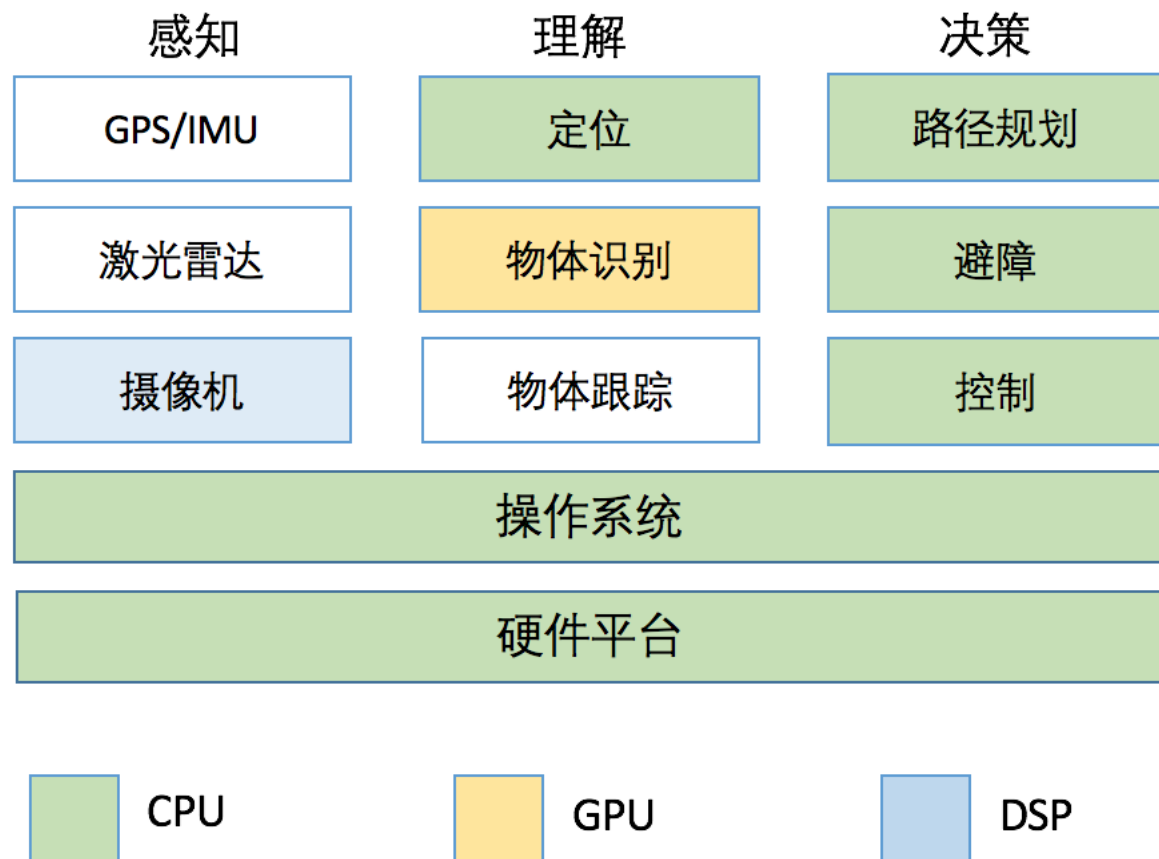 感知
理解
决策
GPS/IMU
定位
路径规划
激光雷达
物体识别
避障
摄像机
物体跟踪
控制
操作系统
硬件平台
CPU
GPU
DSP